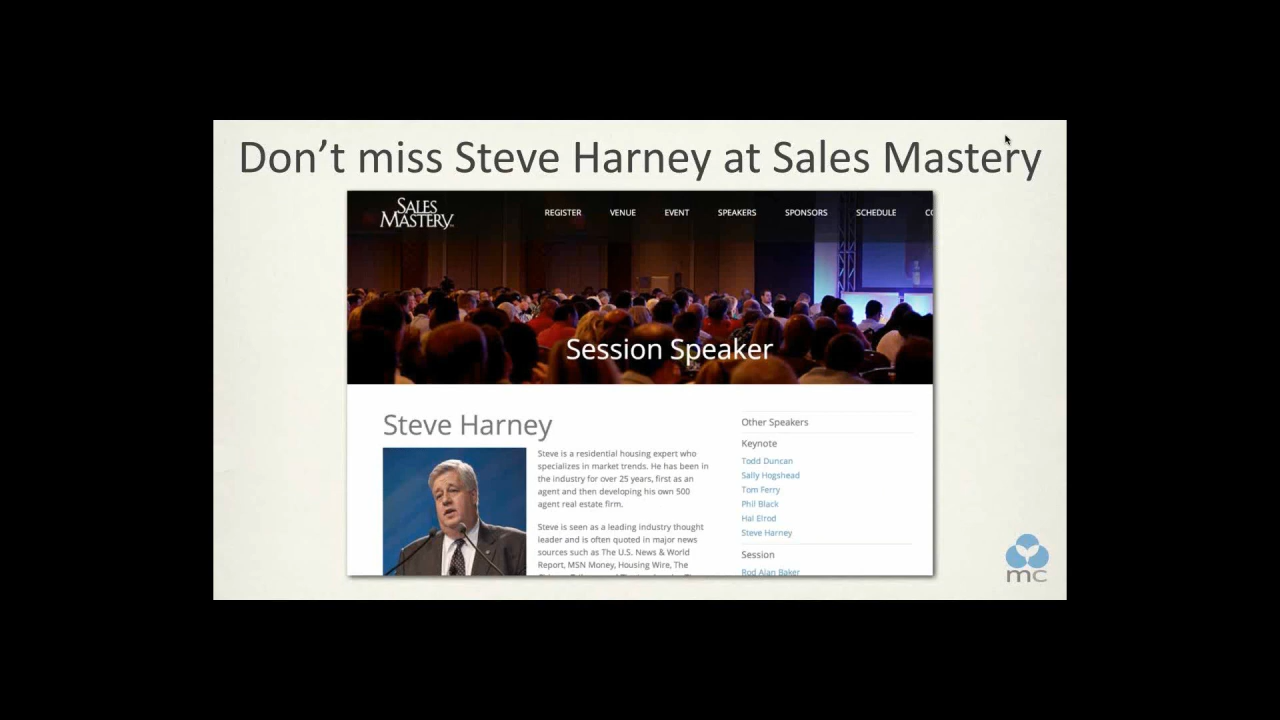 Don’t miss Steve Harney at Sales Mastery
SALES
MASTERY
REGISTER VENUE EVENT SPEAKERS SPONSORS SCHEDULE
Session Speaker
Steve Harney
Steve is a residential housing expert who
specializes in market trends. He has been in
the industry for over 25 years, first as an
agent and then developing his own 500
agent real estate firm.
Steve is seen as a leading industry thought
leader and is often quoted in major news
sources such as The U.S. News & World
Report, MSN Money, Housing Wire, The
Other Speakers
Keynote
Todd Duncan
Sally Hogshead
Tom Ferry
Phil Black
Hal Elrod
Steve Harney
Session
Rod Alan Baker
mc